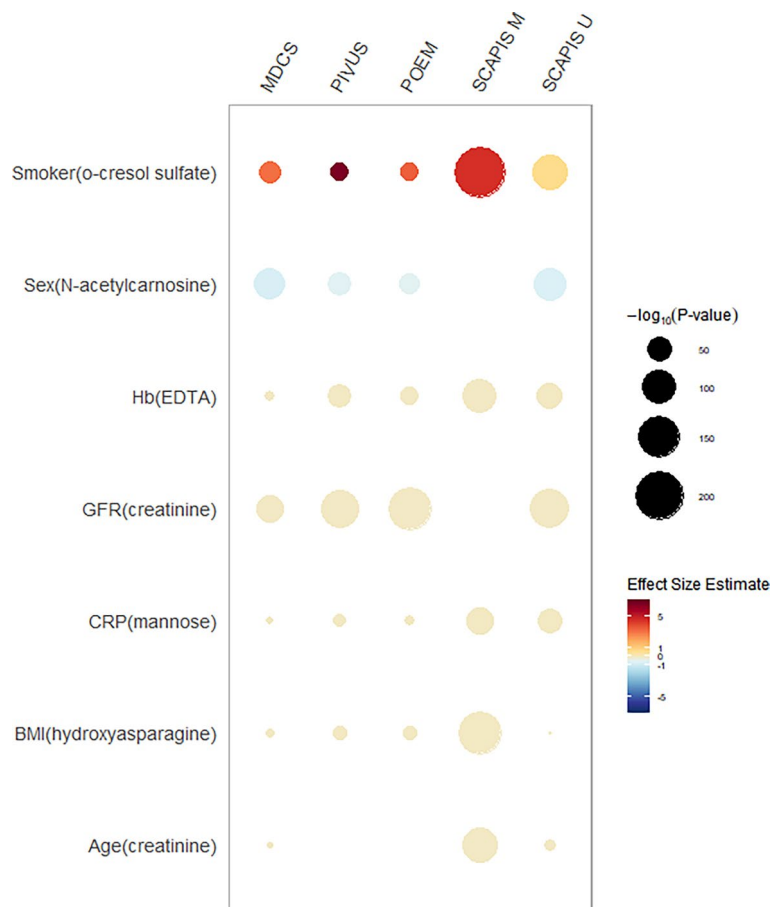 MDCS
PIVUS
POEM
SCAPIS M
SCAPIS U
Smoker(o-cresol sulfate)
Sex(N-acetylcarnosine)
Hb(EDTA)
GFR(creatinine)
CRP(mannose)
BMI(hydroxyasparagine)
Age(creatinine)
−log₁₀(P-value)
50
100
150
200
Effect Size Estimate
5
1
0
-1
-5